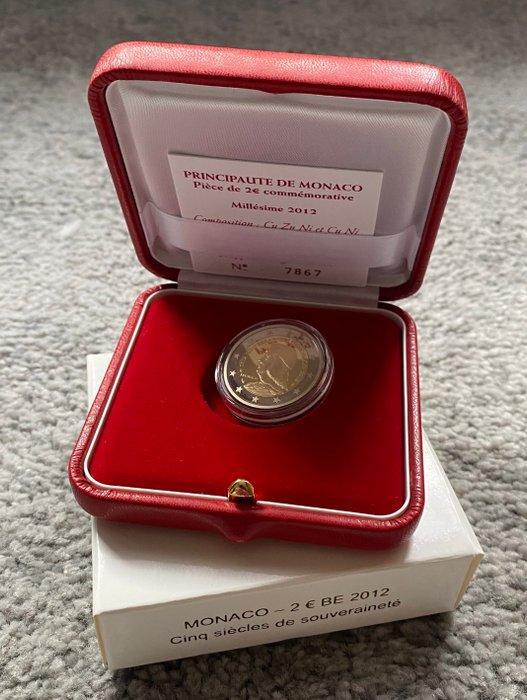 PRINCIPAUTE DE MONACO
Pièce de 2€ commémorative
Millésime 2012
Composition : Cu Zn Ni et Cu Ni
N° 7867
MONACO – 2 € BE 2012
Cinq siècles de souveraineté